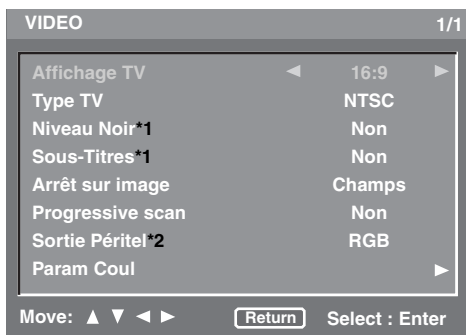 VIDEO 1/1
Affichage TV ◄ 16:9 ►
Type TV NTSC
Niveau Noir*1 Non
Sous-Titres*1 Non
Arrêt sur image Champs
Progressive scan Non
Sortie Péritel*2 RGB
Param Coul ►
Move: ▲ ▼ ◄ ► Return Select : Enter